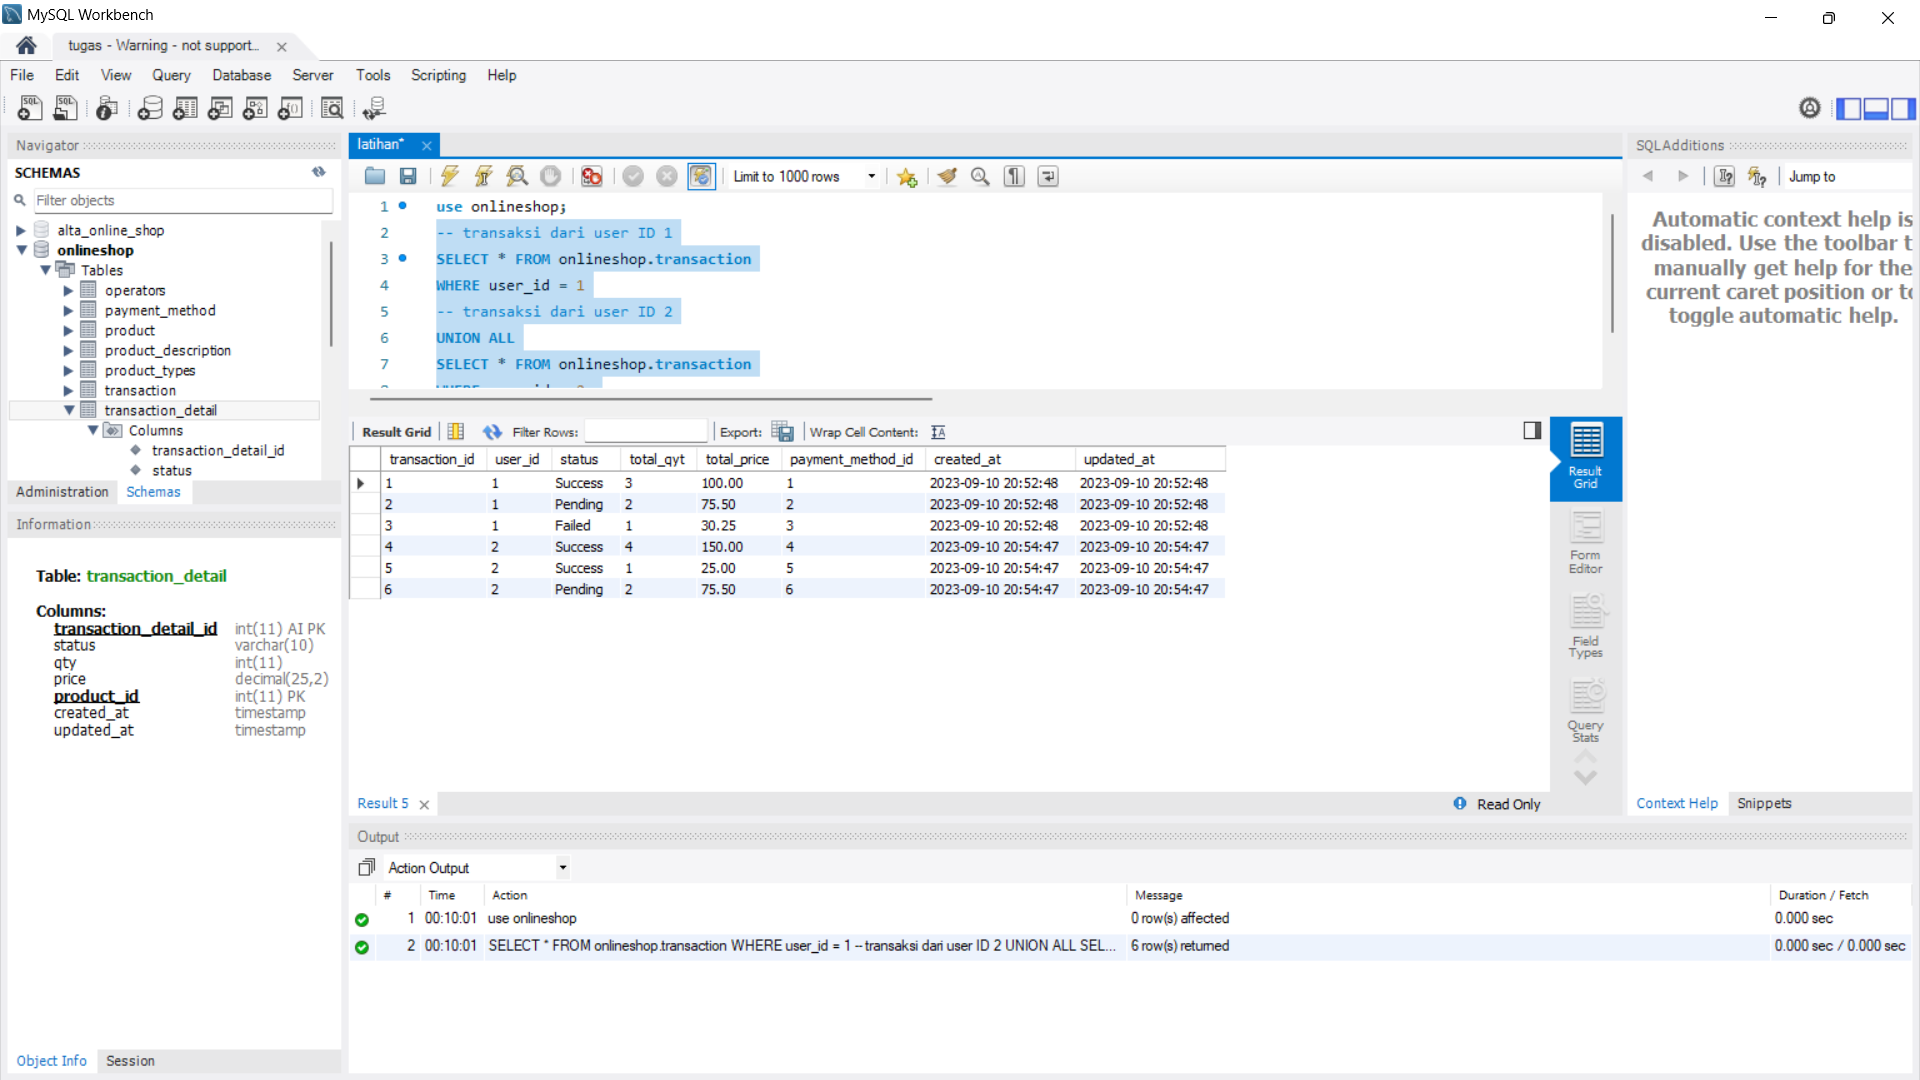 MySQL Workbench
tugas - Warning - not support...
File Edit View Query Database Server Tools Scripting Help
Navigator
SCHEMAS
Filter objects
alta_online_shop
onlineshop
Tables
operators
payment_method
product
product_description
product_types
transaction
transaction_detail
Columns
transaction_detail_id
status
Administration Schemas
Information
Table: transaction_detail
Columns:
transaction_detail_id int(11) AI PK
status varchar(10)
qty int(11)
price decimal(25,2)
product_id int(11) PK
created_at timestamp
updated_at timestamp
Object Info Session
latihan*
Limit to 1000 rows
1 use onlineshop;
2 -- transaksi dari user ID 1
3 SELECT * FROM onlineshop.transaction
4 WHERE user_id = 1
5 -- transaksi dari user ID 2
6 UNION ALL
7 SELECT * FROM onlineshop.transaction
Result Grid Filter Rows: Export: Wrap Cell Content:
transaction_id user_id status total_qyt total_price payment_method_id created_at updated_at
1 1 Success 3 100.00 1 2023-09-10 20:52:48 2023-09-10 20:52:48
2 1 Pending 2 75.50 2 2023-09-10 20:52:48 2023-09-10 20:52:48
3 1 Failed 1 30.25 3 2023-09-10 20:52:48 2023-09-10 20:52:48
4 2 Success 4 150.00 4 2023-09-10 20:54:47 2023-09-10 20:54:47
5 2 Success 1 25.00 5 2023-09-10 20:54:47 2023-09-10 20:54:47
6 2 Pending 2 75.50 6 2023-09-10 20:54:47 2023-09-10 20:54:47
Result
Grid
Form
Editor
Field
Types
Query
Stats
Result 5
Read Only
SQLAdditions
Jump to
Automatic context help is
disabled. Use the toolbar t
manually get help for the
current caret position or to
toggle automatic help.
Context Help Snippets
Output
Action Output
# Time Action Message Duration / Fetch
1 00:10:01 use onlineshop 0 row(s) affected 0.000 sec
2 00:10:01 SELECT * FROM onlineshop.transaction WHERE user_id = 1 -- transaksi dari user ID 2 UNION ALL SEL... 6 row(s) returned 0.000 sec / 0.000 sec